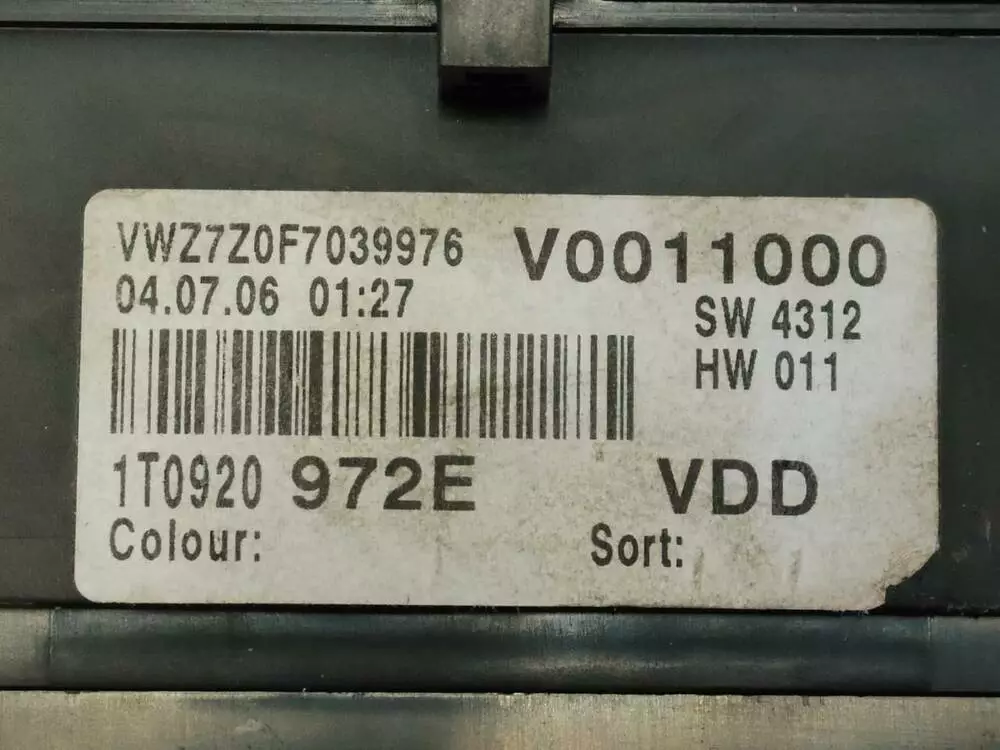 VWZ7Z0F7039976 V0011000
04.07.06 01:27 SW 4312
HW 011
1T0920 972E VDD
Colour: Sort: